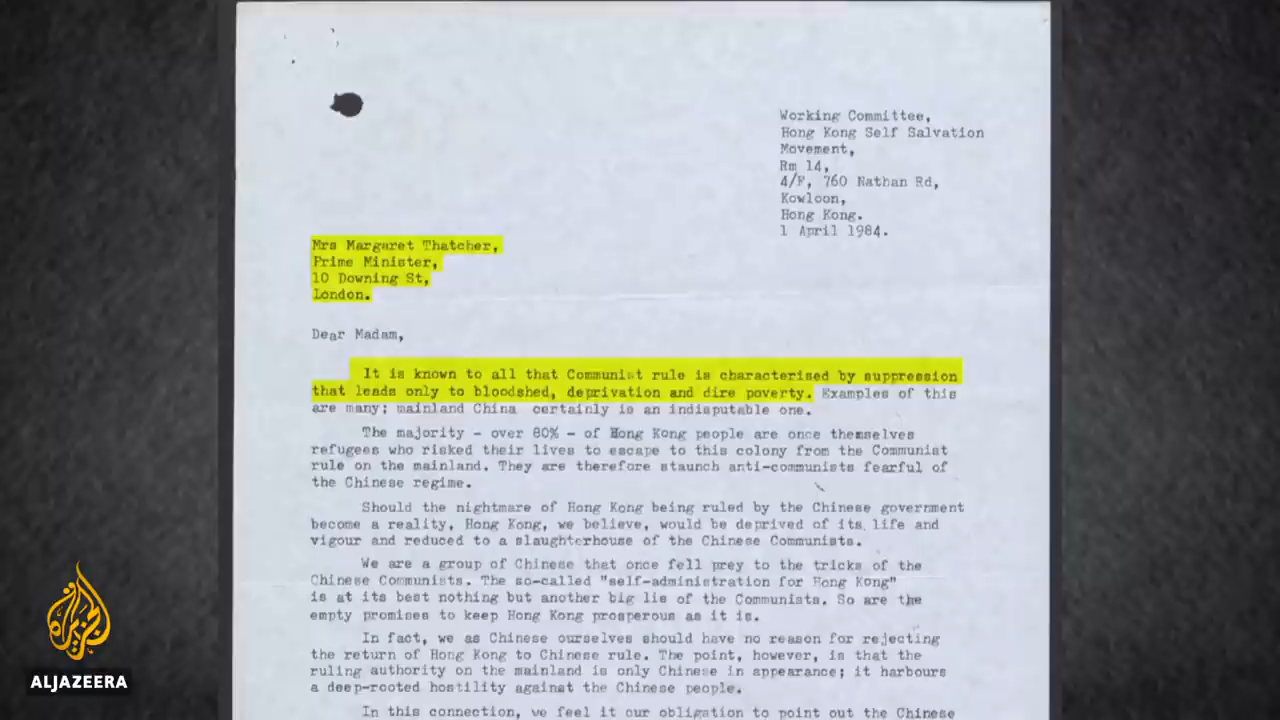 Working Committee,
Hong Kong Self Salvation
Movement,
Rm 14,
4/F, 760 Nathan Rd,
Kowloon,
Hong Kong.
1 April 1984.
Mrs Margaret Thatcher,
Prime Minister,
10 Downing St,
London.
Dear Madam,
It is known to all that Communist rule is characterised by suppression
that leads only to bloodshed, deprivation and dire poverty. Examples of this
are many; mainland China certainly is an indisputable one.
The majority - over 80% - of Hong Kong people are once themselves
refugees who risked their lives to escape to this colony from the Communist
rule on the mainland. They are therefore staunch anti-communists fearful of
the Chinese regime.
Should the nightmare of Hong Kong being ruled by the Chinese government
become a reality, Hong Kong, we believe, would be deprived of its life and
vigour and reduced to a slaughterhouse of the Chinese Communists.
We are a group of Chinese that once fell prey to the tricks of the
Chinese Communists. The so-called "self-administration for Hong Kong"
is at its best nothing but another big lie of the Communists. So are the
empty promises to keep Hong Kong prosperous as it is.
In fact, we as Chinese ourselves should have no reason for rejecting
the return of Hong Kong to Chinese rule. The point, however, is that the
ruling authority on the mainland is only Chinese in appearance; it harbours
a deep-rooted hostility against the Chinese people.
In this connection, we feel it our obligation to point out the Chinese
الجزيرة
ALJAZEERA